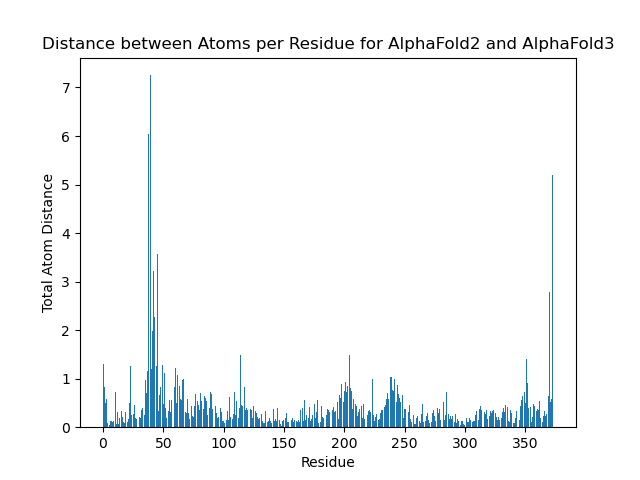 Distance between Atoms per Residue for AlphaFold2 and AlphaFold3
7
6
5
4
3
2
1
0
Total Atom Distance
0 50 100 150 200 250 300 350
Residue